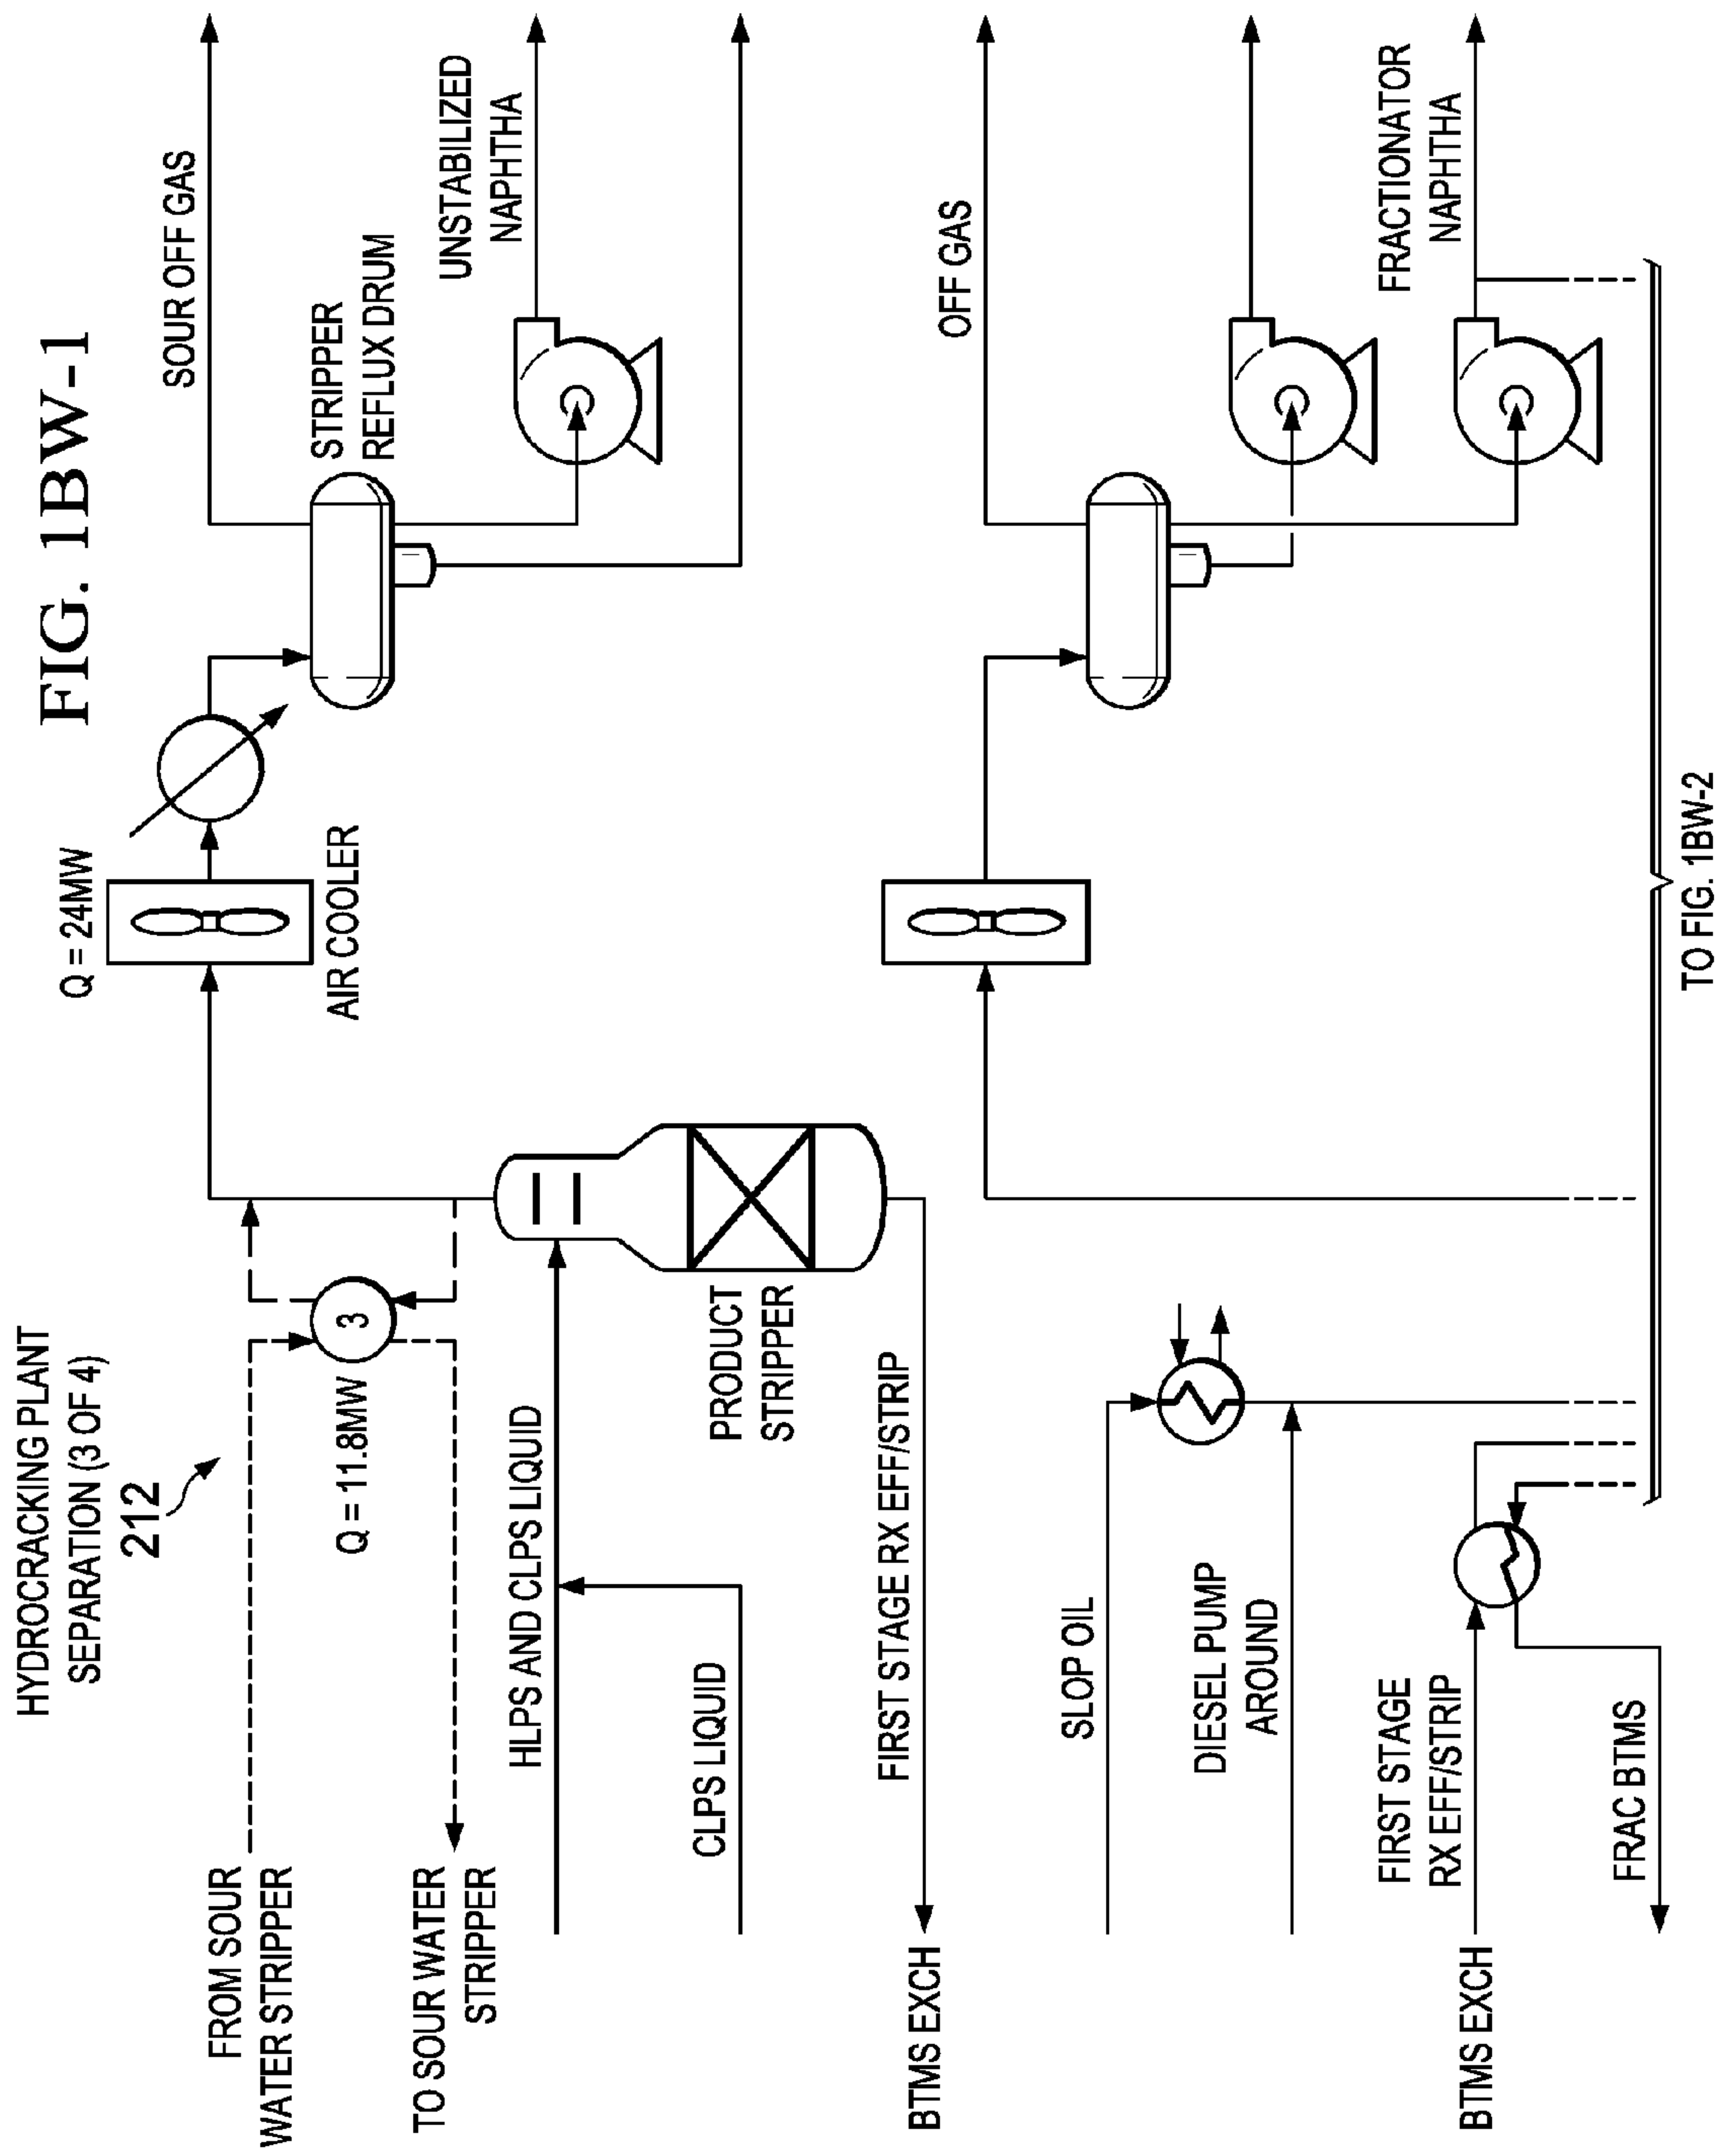 FIG. 1BW-1
HYDROCRACKING PLANT
SEPARATION (3 OF 4)
212
FROM SOUR
WATER STRIPPER
TO SOUR WATER
STRIPPER
Q = 11.8MW
3
Q = 24MW
AIR COOLER
SOUR OFF GAS
STRIPPER
REFLUX DRUM
UNSTABILIZED
NAPHTHA
HLPS AND CLPS LIQUID
CLPS LIQUID
PRODUCT
STRIPPER
FIRST STAGE RX EFF/STRIP
BTMS EXCH
OFF GAS
SLOP OIL
DIESEL PUMP
AROUND
FIRST STAGE
RX EFF/STRIP
BTMS EXCH
FRAC BTMS
FRACTIONATOR
NAPHTHA
TO FIG. 1BW-2